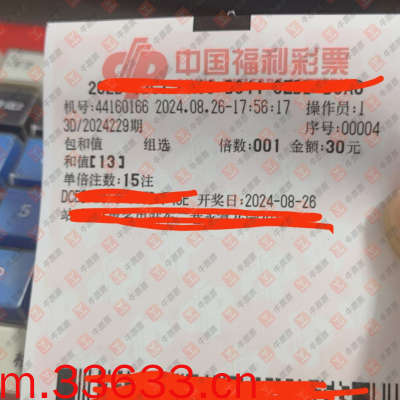 中国福利彩票
机号:44160166 2024.08.26-17:56:17 操作员:1
3D/2024229期 序号:00004
包和值 组选 倍数:001 金额:30元
和值[13]
单倍注数:15注
开奖日:2024-08-26
m.33633.cn